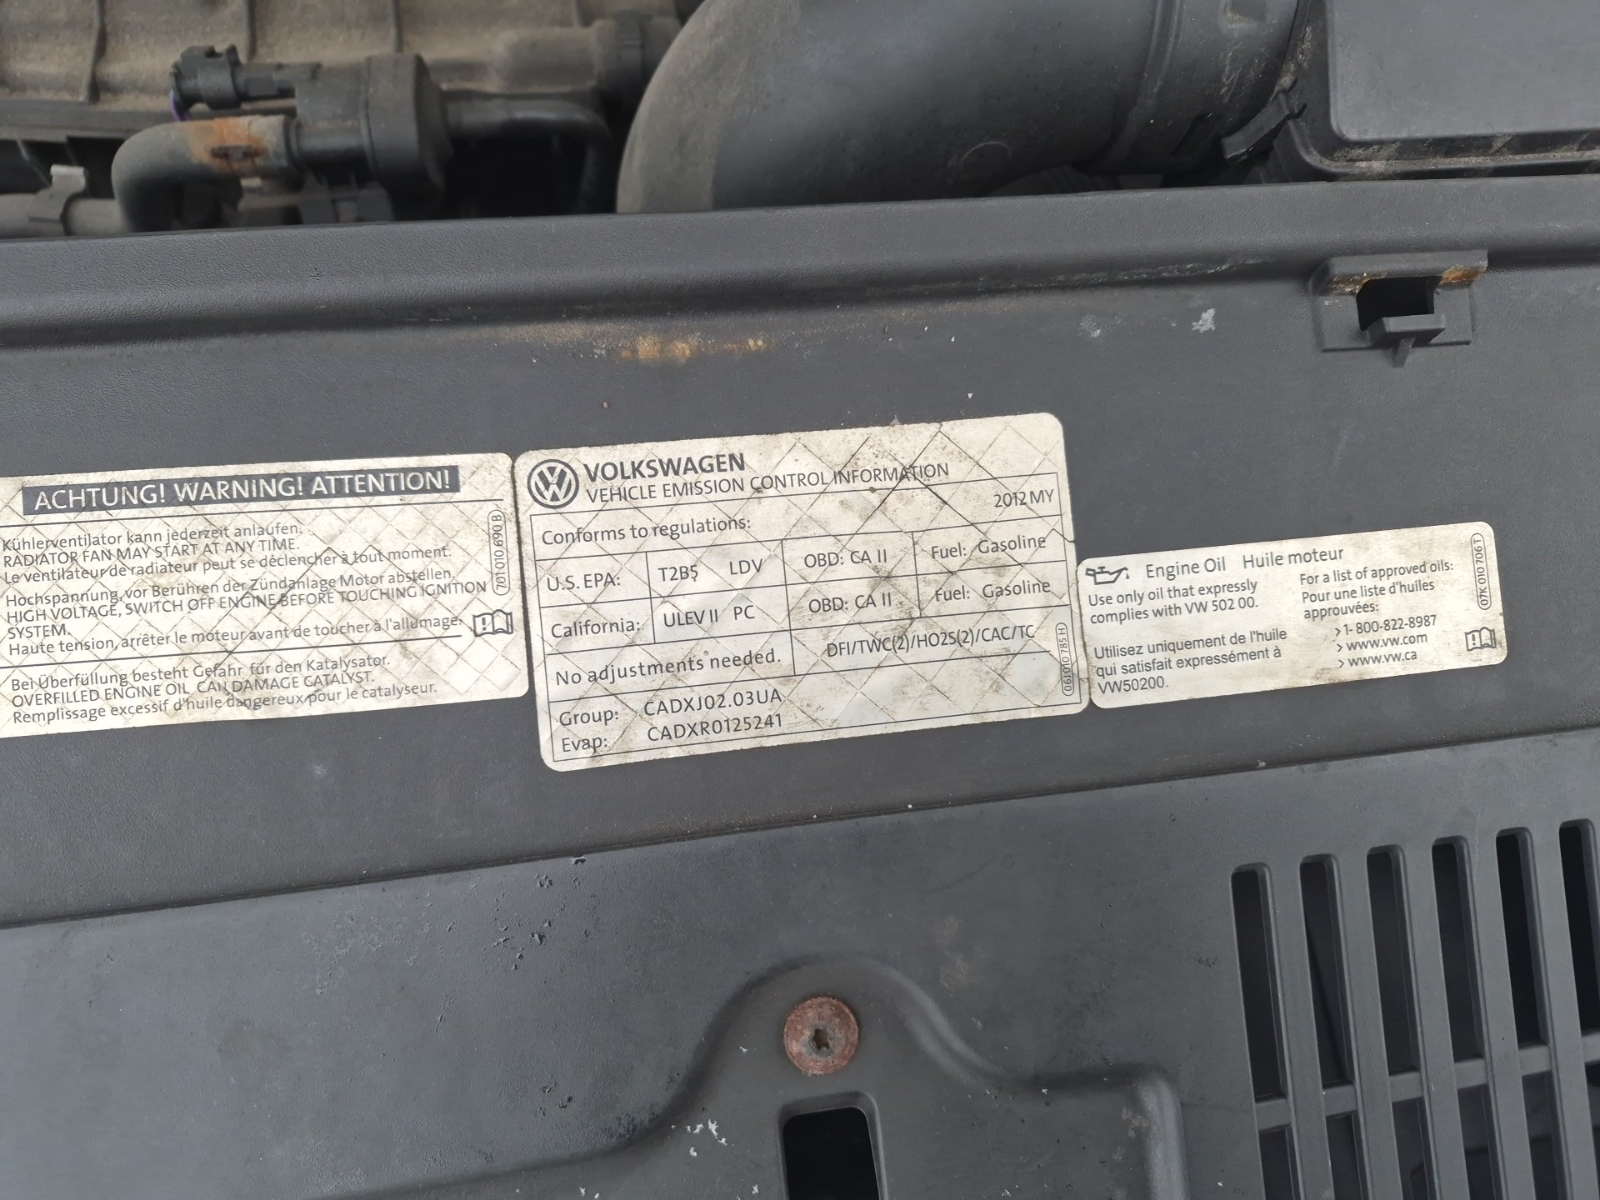 ACHTUNG! WARNING! ATTENTION!
Kühlerventilator kann jederzeit anlaufen.
RADIATOR FAN MAY START AT ANY TIME.
Le ventilateur de radiateur peut se déclencher à tout moment.
Hochspannung, vor Berühren der Zündanlage Motor abstellen.
HIGH VOLTAGE, SWITCH OFF ENGINE BEFORE TOUCHING IGNITION
SYSTEM.
Haute tension, arrêter le moteur avant de toucher à l'allumage.
Bei Überfüllung besteht Gefahr für den Katalysator.
OVERFILLED ENGINE OIL CAN DAMAGE CATALYST.
Remplissage excessif d'huile dangereux pour le catalyseur.
7J01 010 690 B
VW
VOLKSWAGEN
VEHICLE EMISSION CONTROL INFORMATION
Conforms to regulations: 2012 MY
U.S. EPA: T2B5 LDV OBD: CA II Fuel: Gasoline
California: ULEV II PC OBD: CA II Fuel: Gasoline
No adjustments needed. DFI/TWC(2)/HO2S(2)/CAC/TC
Group: CADXJ02.03UA
Evap: CADXR0125241
06J 010 785 H
Engine Oil Huile moteur
Use only oil that expressly
complies with VW 502 00.
Utilisez uniquement de l'huile
qui satisfait expressément à
VW50200.
For a list of approved oils:
Pour une liste d'huiles
approuvées:
> 1-800-822-8987
> www.vw.com
> www.vw.ca
07K 010 706 T